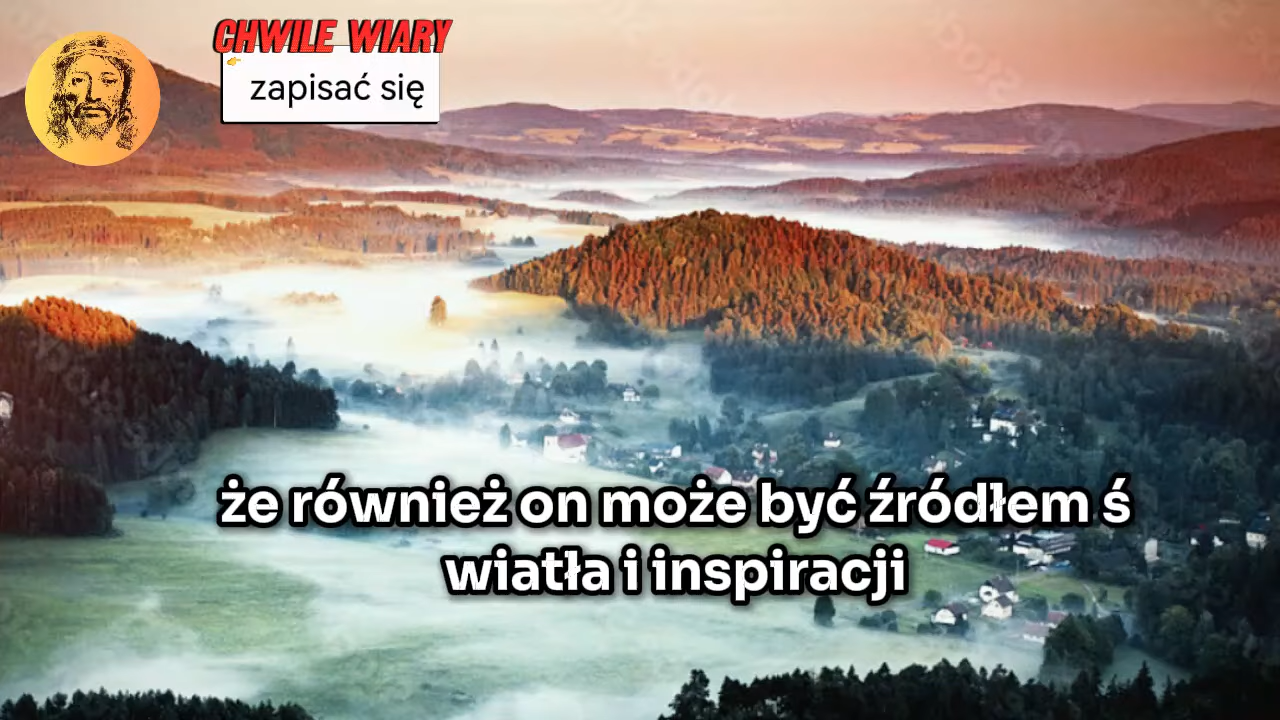 CHWILE WIARY
zapisać się
że również on może być źródłem ś
wiatła i inspiracji